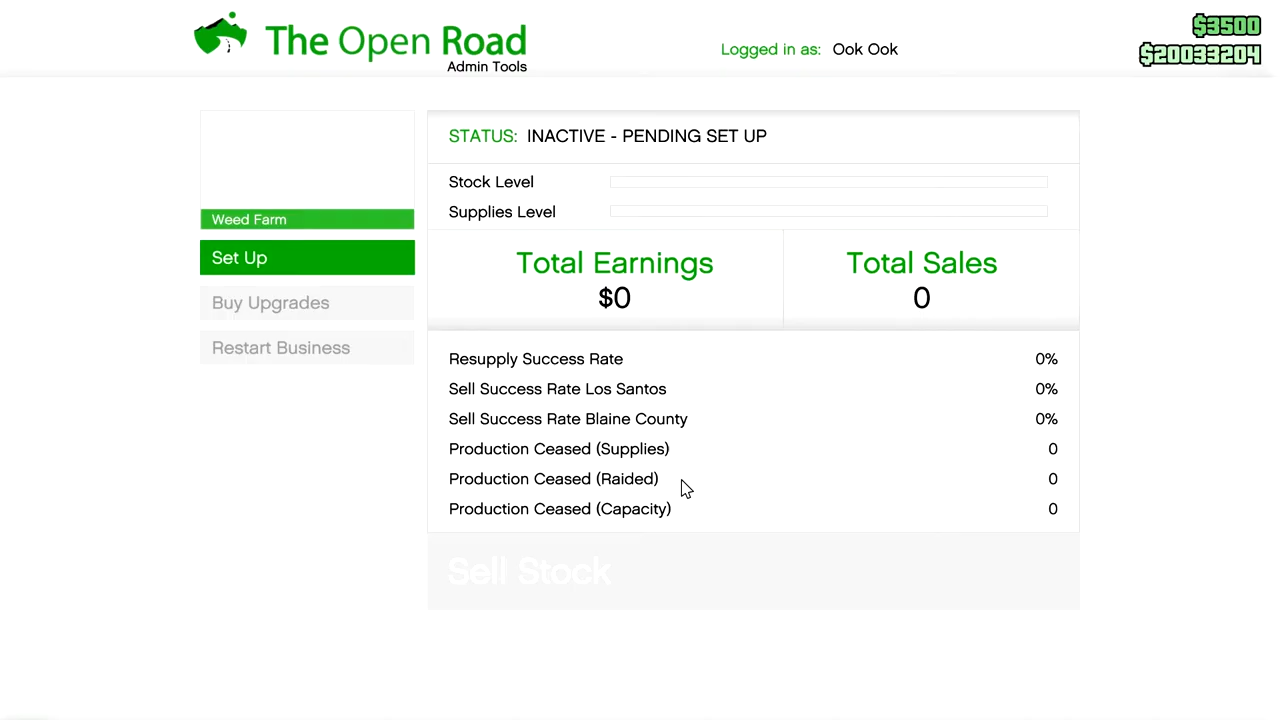 The Open Road
Admin Tools
Logged in as: Ook Ook
$3500
$20033204
Weed Farm
Set Up
Buy Upgrades
Restart Business
STATUS: INACTIVE - PENDING SET UP
Stock Level
Supplies Level
Total Earnings
$0
Total Sales
0
Resupply Success Rate 0%
Sell Success Rate Los Santos 0%
Sell Success Rate Blaine County 0%
Production Ceased (Supplies) 0
Production Ceased (Raided) 0
Production Ceased (Capacity) 0
Sell Stock